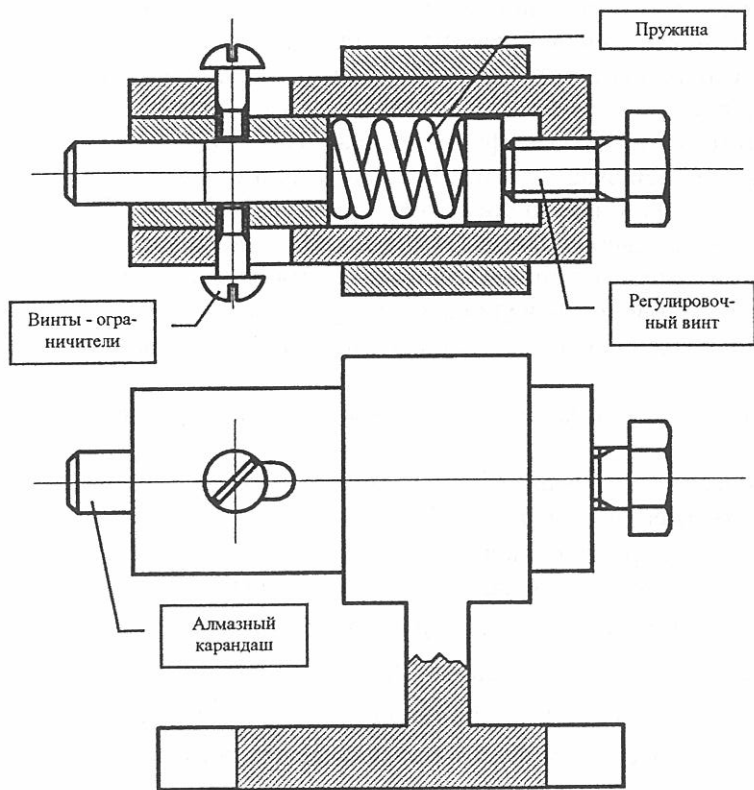 Пружина
Винты - огра-
ничители
Регулировоч-
ный винт
Алмазный
карандаш